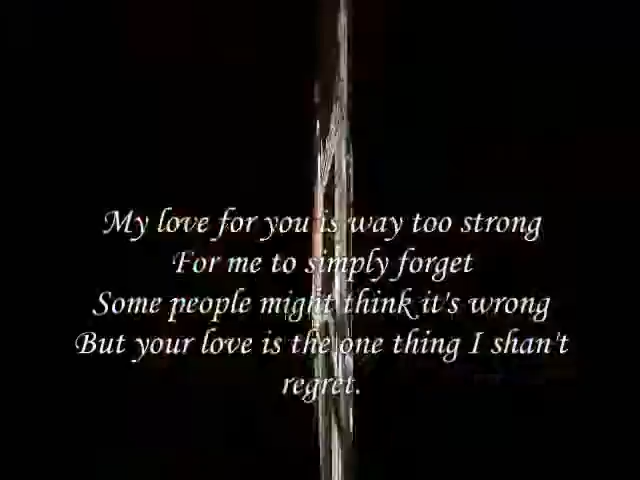 My love for you is way too strong
For me to simply forget
Some people might think it's wrong
But your love is the one thing I shan't
regret.